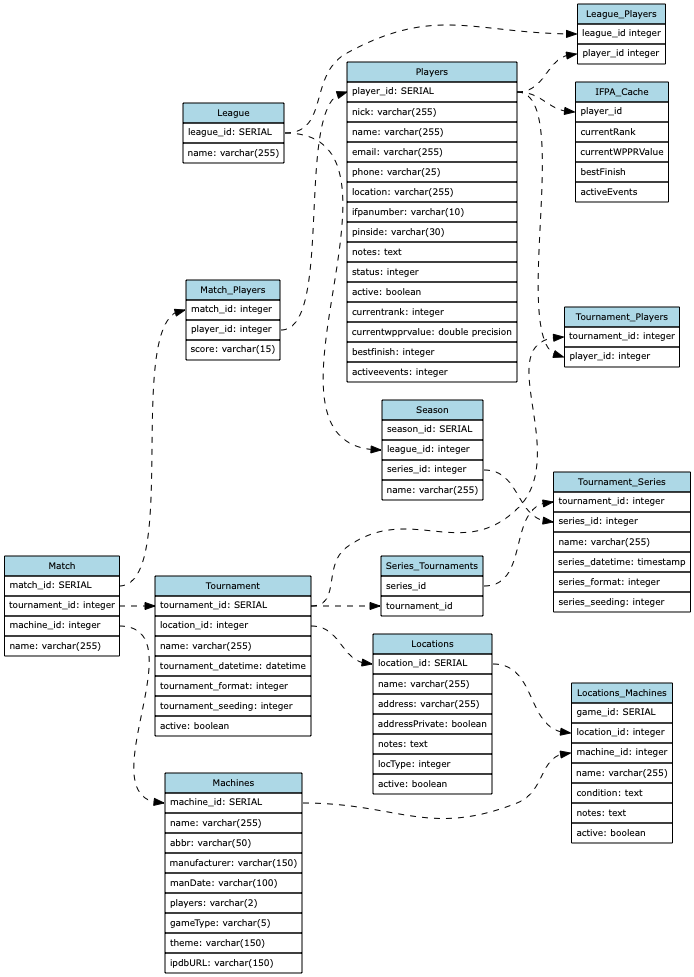 League_Players
league_id integer
player_id integer
Players
player_id: SERIAL
nick: varchar(255)
name: varchar(255)
email: varchar(255)
phone: varchar(25)
location: varchar(255)
ifpanumber: varchar(10)
pinside: varchar(30)
notes: text
status: integer
active: boolean
currentrank: integer
currentwpprvalue: double precision
bestfinish: integer
activeevents: integer
IFPA_Cache
player_id
currentRank
currentWPPRValue
bestFinish
activeEvents
League
league_id: SERIAL
name: varchar(255)
Match_Players
match_id: integer
player_id: integer
score: varchar(15)
Tournament_Players
tournament_id: integer
player_id: integer
Season
season_id: SERIAL
league_id: integer
series_id: integer
name: varchar(255)
Tournament_Series
tournament_id: integer
series_id: integer
name: varchar(255)
series_datetime: timestamp
series_format: integer
series_seeding: integer
Match
match_id: SERIAL
tournament_id: integer
machine_id: integer
name: varchar(255)
Tournament
tournament_id: SERIAL
location_id: integer
name: varchar(255)
tournament_datetime: datetime
tournament_format: integer
tournament_seeding: integer
active: boolean
Series_Tournaments
series_id
tournament_id
Locations
location_id: SERIAL
name: varchar(255)
address: varchar(255)
addressPrivate: boolean
notes: text
locType: integer
active: boolean
Locations_Machines
game_id: SERIAL
location_id: integer
machine_id: integer
name: varchar(255)
condition: text
notes: text
active: boolean
Machines
machine_id: SERIAL
name: varchar(255)
abbr: varchar(50)
manufacturer: varchar(150)
manDate: varchar(100)
players: varchar(2)
gameType: varchar(5)
theme: varchar(150)
ipdbURL: varchar(150)